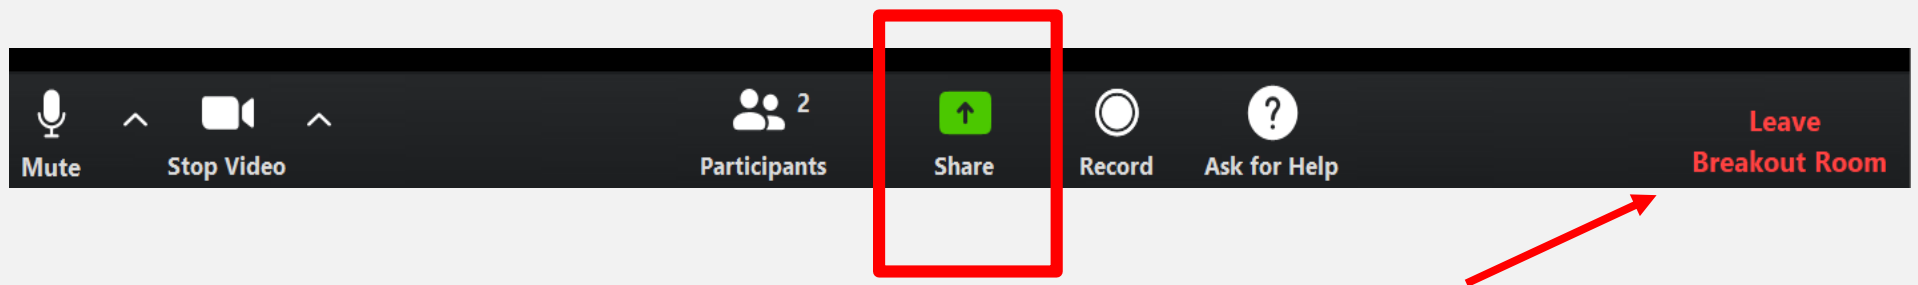 Mute
Stop Video
Participants
2
Share
Record
?
Ask for Help
Leave
Breakout Room